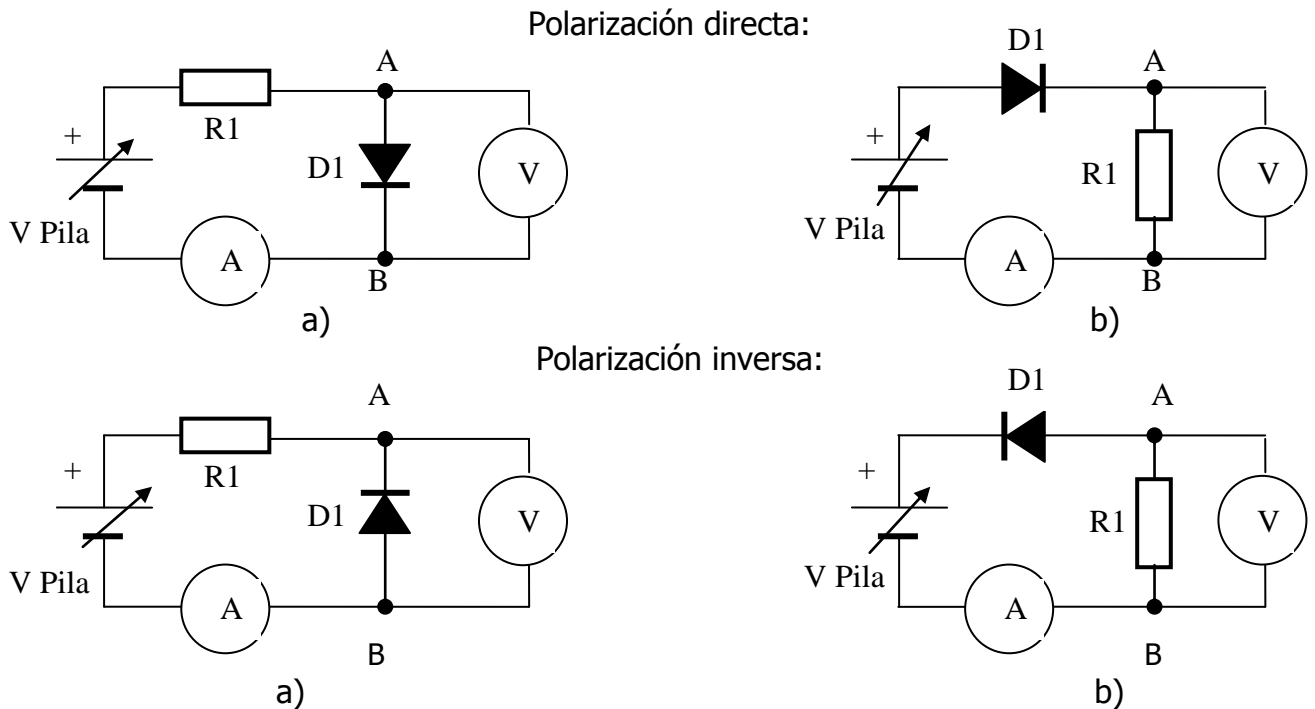 Polarización directa:
A
R1
+
D1
V
V Pila
A
B
a)
D1
A
+
R1
V
V Pila
A
B
b)
Polarización inversa:
A
R1
+
D1
V
V Pila
A
B
a)
D1
A
+
R1
V
V Pila
A
B
b)